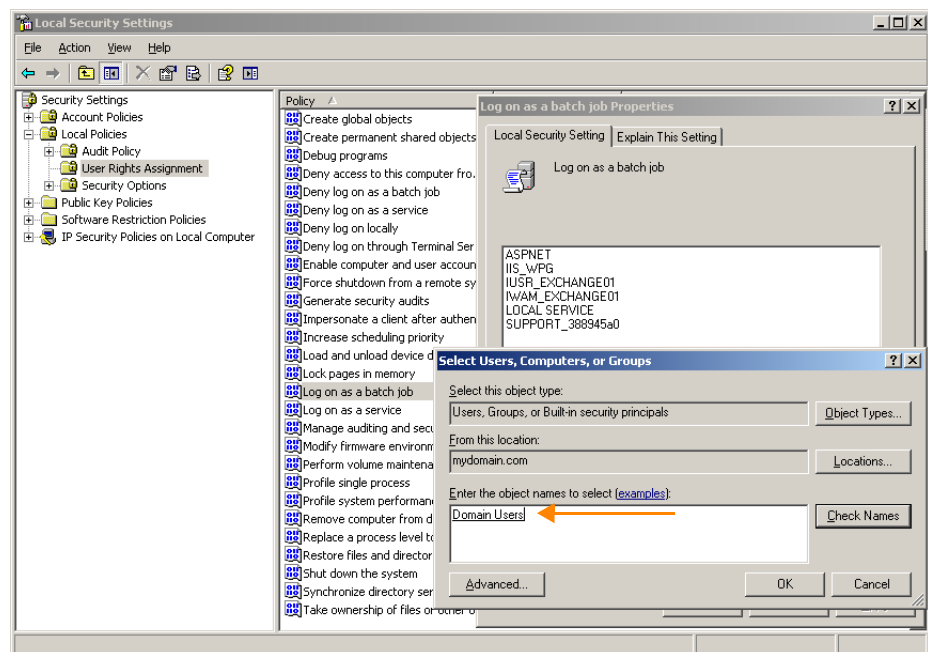 Local Security Settings
File Action View Help
Security Settings
Account Policies
Local Policies
Audit Policy
User Rights Assignment
Security Options
Public Key Policies
Software Restriction Policies
IP Security Policies on Local Computer
Policy
Create global objects
Create permanent shared objects
Debug programs
Deny access to this computer fro.
Deny log on as a batch job
Deny log on as a service
Deny log on locally
Deny log on through Terminal Ser
Enable computer and user accoun
Force shutdown from a remote sy
Generate security audits
Impersonate a client after authen
Increase scheduling priority
Load and unload device d
Lock pages in memory
Log on as a batch job
Log on as a service
Manage auditing and secu
Modify firmware environm
Perform volume maintena
Profile single process
Profile system performan
Remove computer from d
Replace a process level to
Restore files and director
Shut down the system
Synchronize directory ser
Take ownership of files or other o
Log on as a batch job Properties
Local Security Setting Explain This Setting
Log on as a batch job
ASPNET
IIS_WPG
IUSR_EXCHANGE01
IWAM_EXCHANGE01
LOCAL SERVICE
SUPPORT_388945a0
Select Users, Computers, or Groups
Select this object type:
Users, Groups, or Built-in security principals
Object Types...
From this location:
mydomain.com
Locations...
Enter the object names to select (examples):
Domain Users
Check Names
Advanced...
OK
Cancel